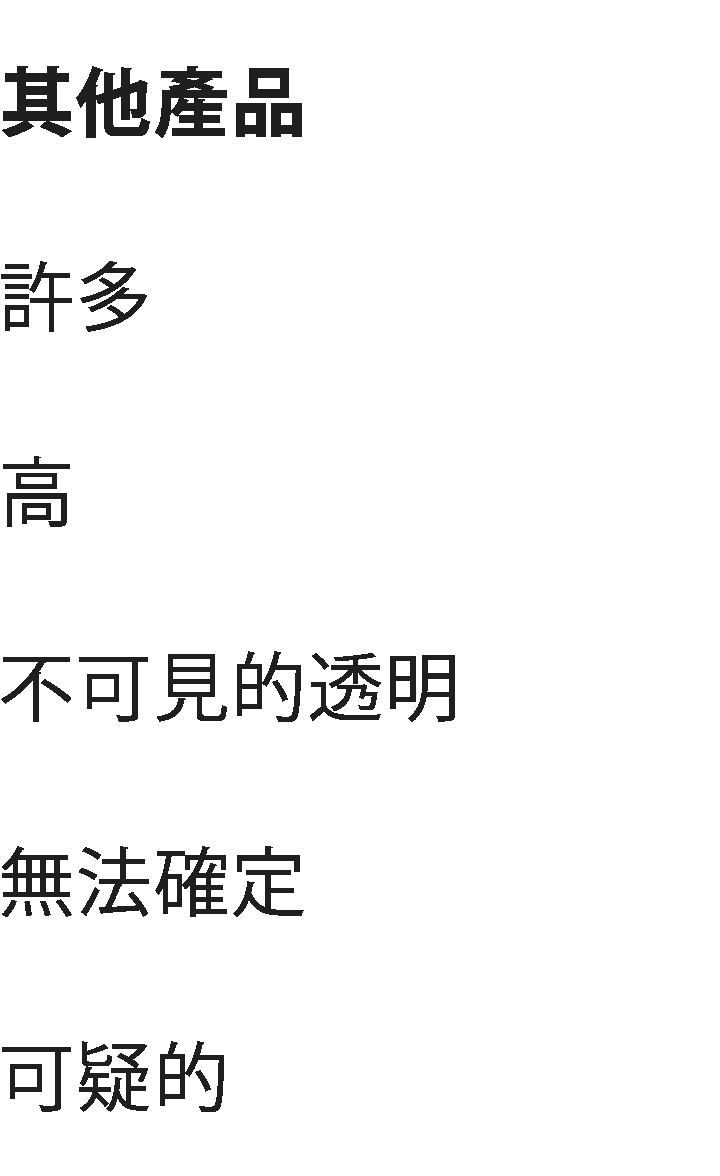 其他產品
許多
高
不可見的透明
無法確定
可疑的